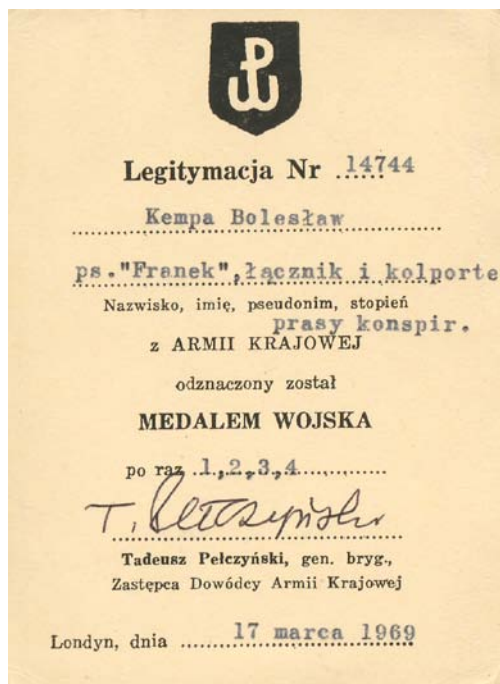 Legitymacja Nr 14744
Kempa Bolesław
ps."Franek",łącznik i kolporte
Nazwisko, imię, pseudonim, stopień
prasy konspir.
z ARMII KRAJOWEJ
odznaczony został
MEDALEM WOJSKA
po raz 1,2,3,4
T. Pełczyński
Tadeusz Pełczyński, gen. bryg.,
Zastępca Dowódcy Armii Krajowej
Londyn, dnia 17 marca 1969